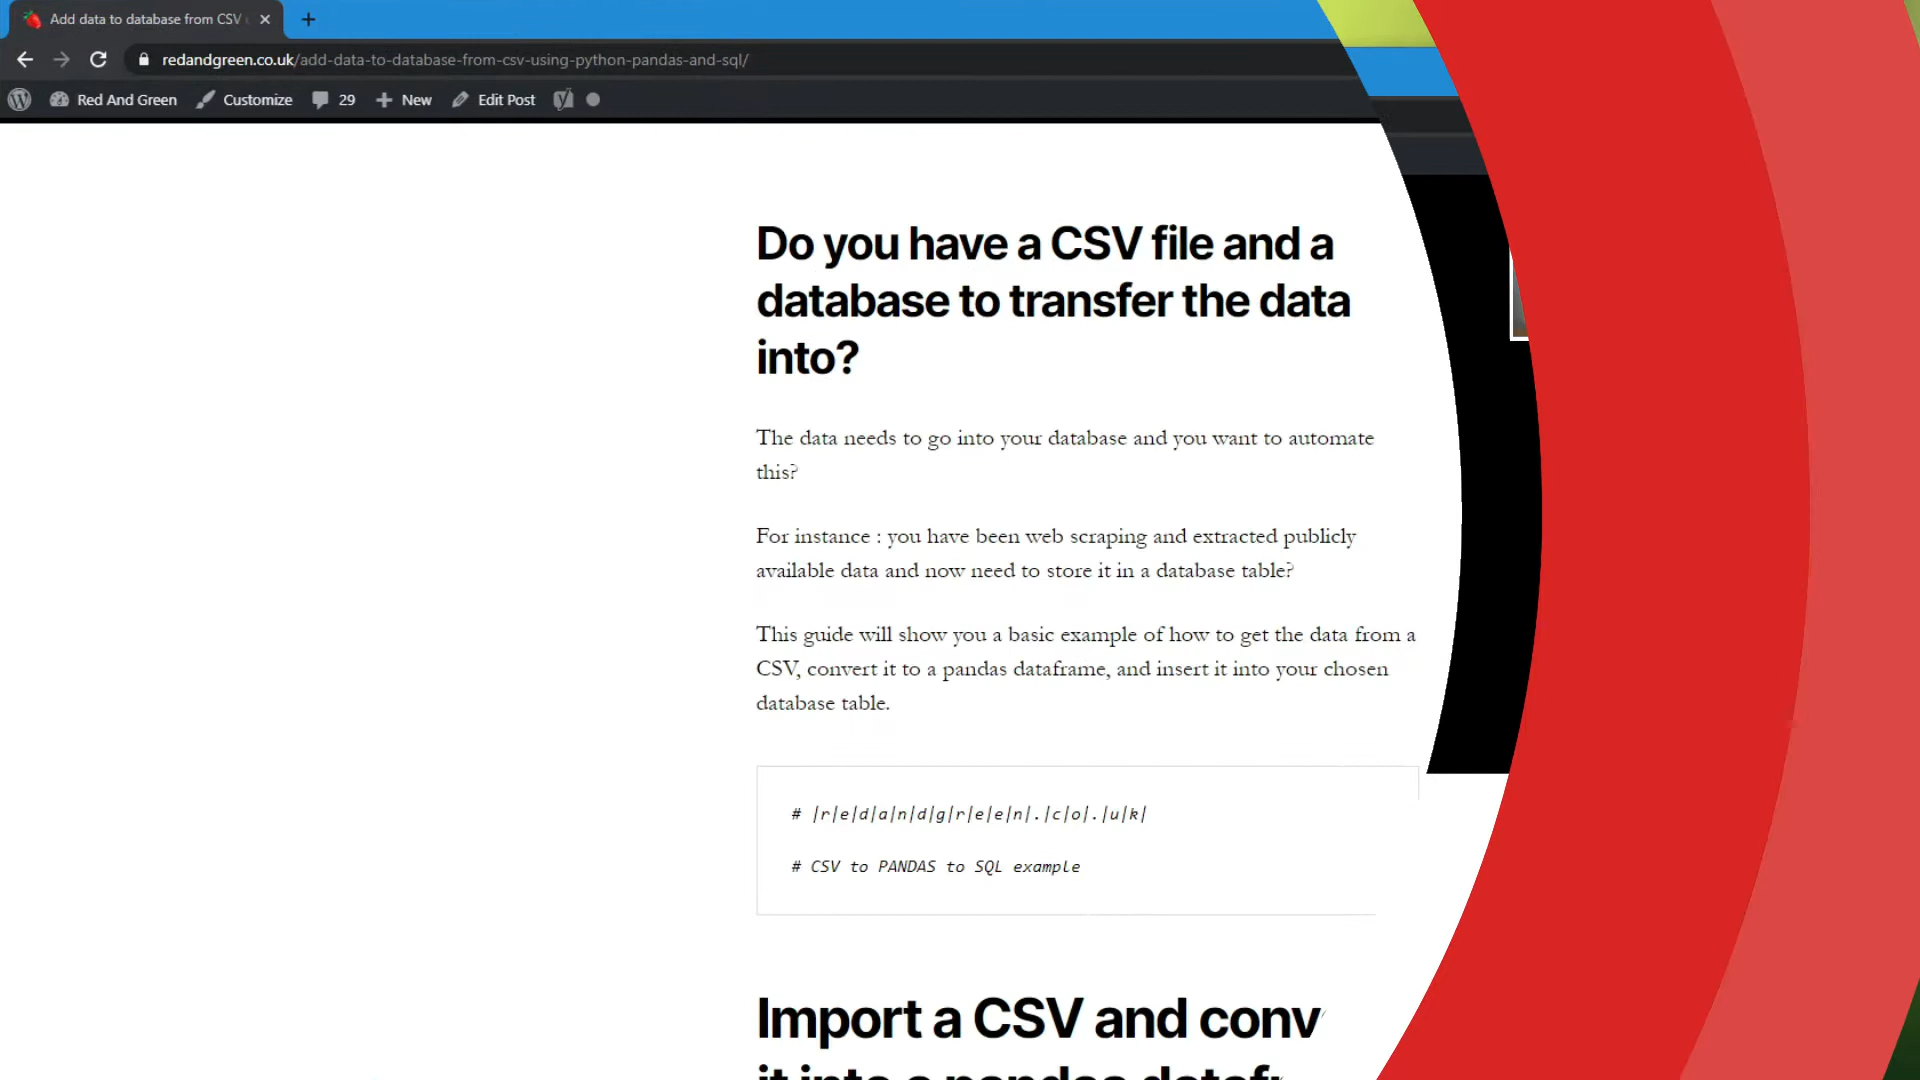 Add data to database from CSV
redandgreen.co.uk/add-data-to-database-from-csv-using-python-pandas-and-sql/
Red And Green Customize 29 New Edit Post
Do you have a CSV file and a
database to transfer the data
into?
The data needs to go into your database and you want to automate
this?
For instance : you have been web scraping and extracted publicly
available data and now need to store it in a database table?
This guide will show you a basic example of how to get the data from a
CSV, convert it to a pandas dataframe, and insert it into your chosen
database table.
# |r|e|d|a|n|d|g|r|e|e|n|.|c|o|.|u|k|
# CSV to PANDAS to SQL example
Import a CSV and conv
it into a pandas datafr